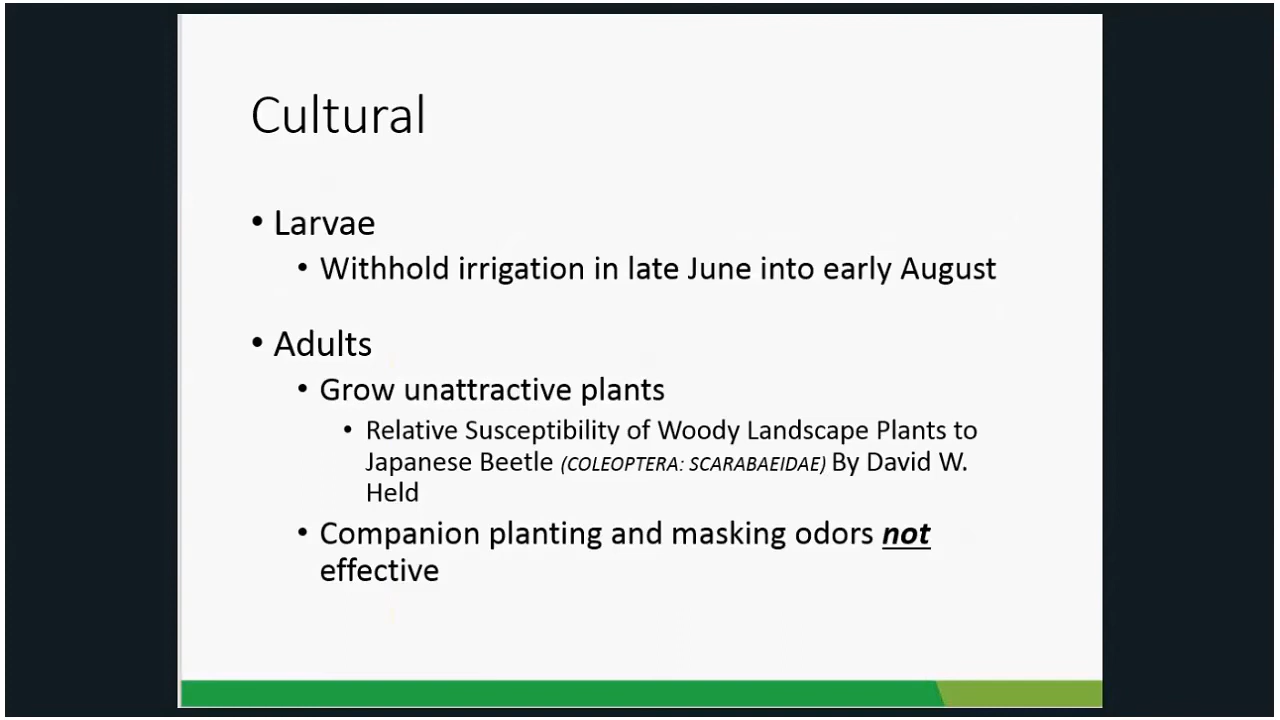 Cultural
• Larvae
• Withhold irrigation in late June into early August
• Adults
• Grow unattractive plants
• Relative Susceptibility of Woody Landscape Plants to
Japanese Beetle (COLEOPTERA: SCARABAEIDAE) By David W.
Held
• Companion planting and masking odors not
effective